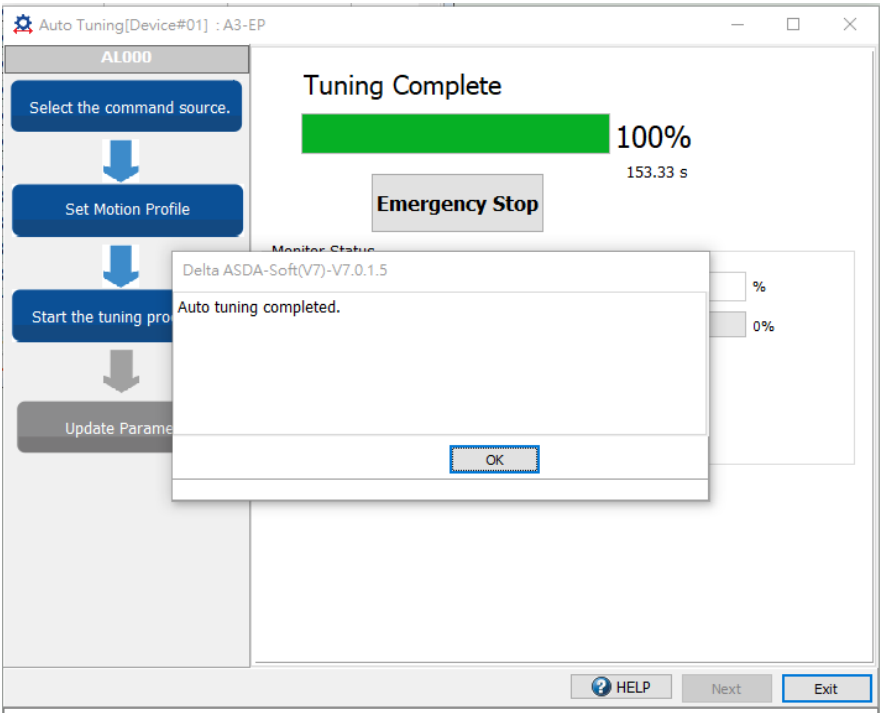 Auto Tuning[Device#01] : A3-EP
AL000
Select the command source.
Set Motion Profile
Start the tuning
Update
Tuning Complete
100%
153.33 s
Emergency Stop
Monitor Status
%
0%
Delta ASDA-Soft(V7)-V7.0.1.5
Auto tuning completed.
OK
HELP
Next
Exit